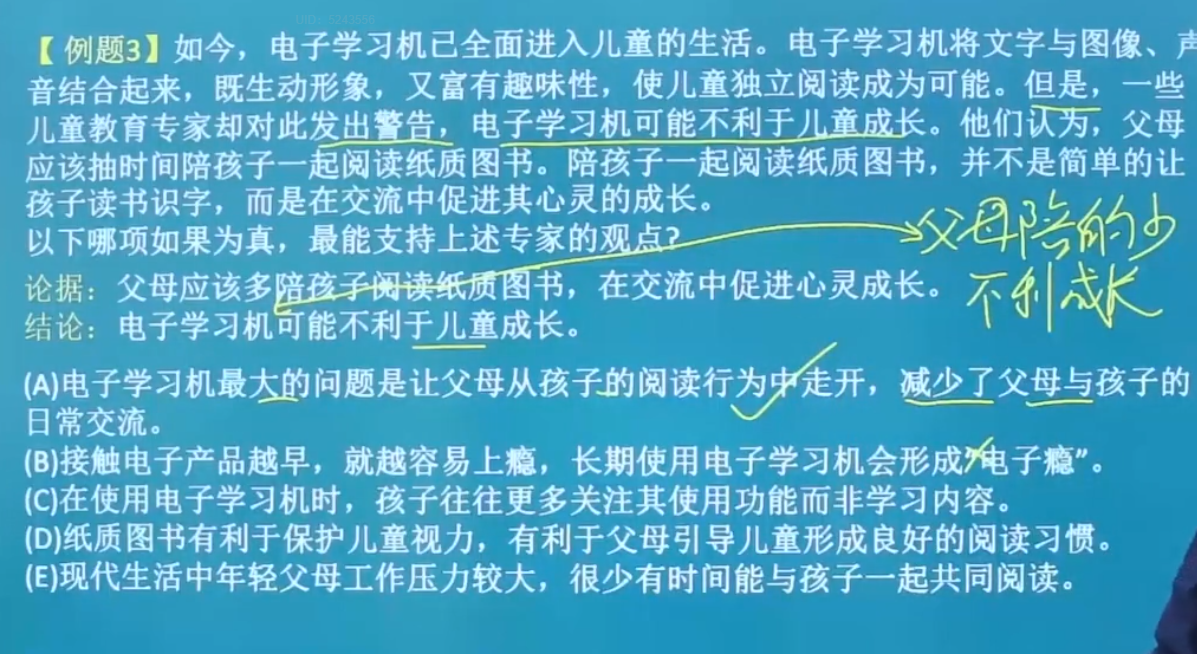 UID: 5243556
【例题3】如今，电子学习机已全面进入儿童的生活。电子学习机将文字与图像、声
音结合起来，既生动形象，又富有趣味性，使儿童独立阅读成为可能。但是，一些
儿童教育专家却对此发出警告，电子学习机可能不利于儿童成长。他们认为，父母
应该抽时间陪孩子一起阅读纸质图书。陪孩子一起阅读纸质图书，并不是简单的让
孩子读书识字，而是在交流中促进其心灵的成长。
以下哪项如果为真，最能支持上述专家的观点？
父母陪的少
论据：父母应该多陪孩子阅读纸质图书，在交流中促进心灵成长。
不利成长
结论：电子学习机可能不利于儿童成长。
(A)电子学习机最大的问题是让父母从孩子的阅读行为中走开，减少了父母与孩子的
日常交流。
(B)接触电子产品越早，就越容易上瘾，长期使用电子学习机会形成“电子瘾”。
(C)在使用电子学习机时，孩子往往更多关注其使用功能而非学习内容。
(D)纸质图书有利于保护儿童视力，有利于父母引导儿童形成良好的阅读习惯。
(E)现代生活中年轻父母工作压力较大，很少有时间能与孩子一起共同阅读。